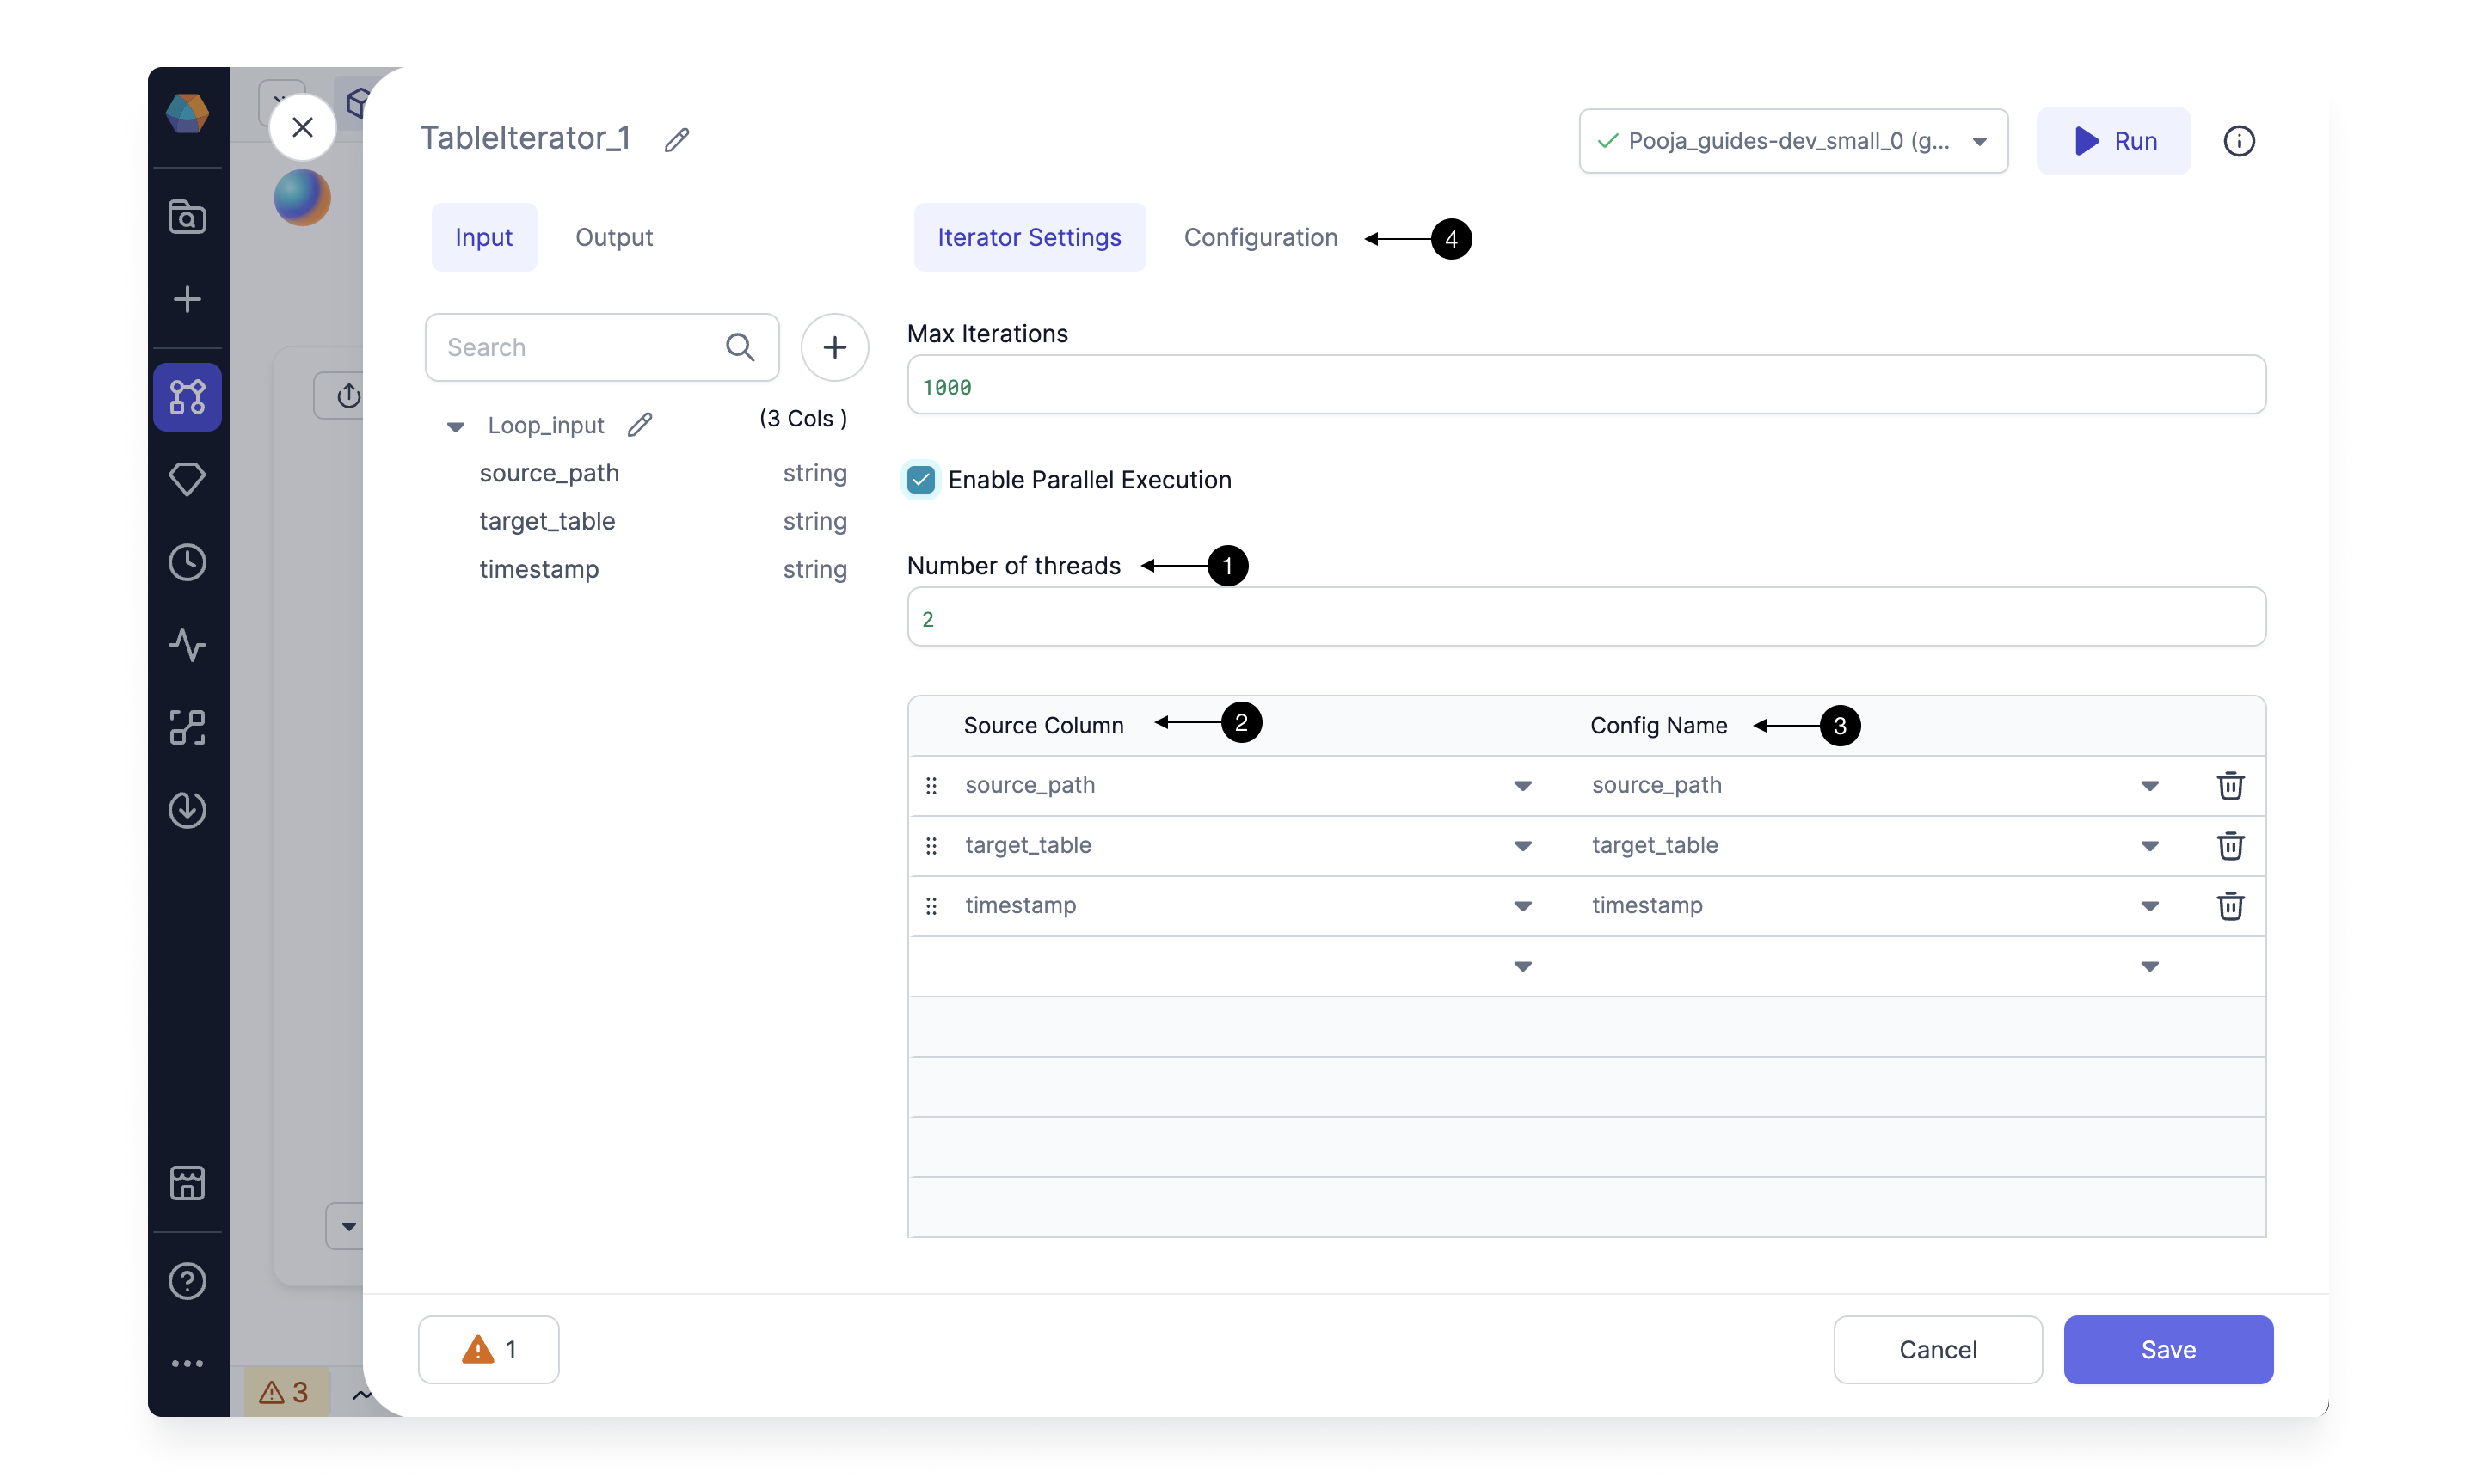 TableIterator_1
Pooja_guides-dev_small_0 (g...
Run
Input
Output
Iterator Settings
Configuration
4
Search
Loop_input
(3 Cols )
source_path string
target_table string
timestamp string
Max Iterations
1000
Enable Parallel Execution
Number of threads
1
2
Source Column
2
Config Name
3
source_path source_path
target_table target_table
timestamp timestamp
1
Cancel
Save
3